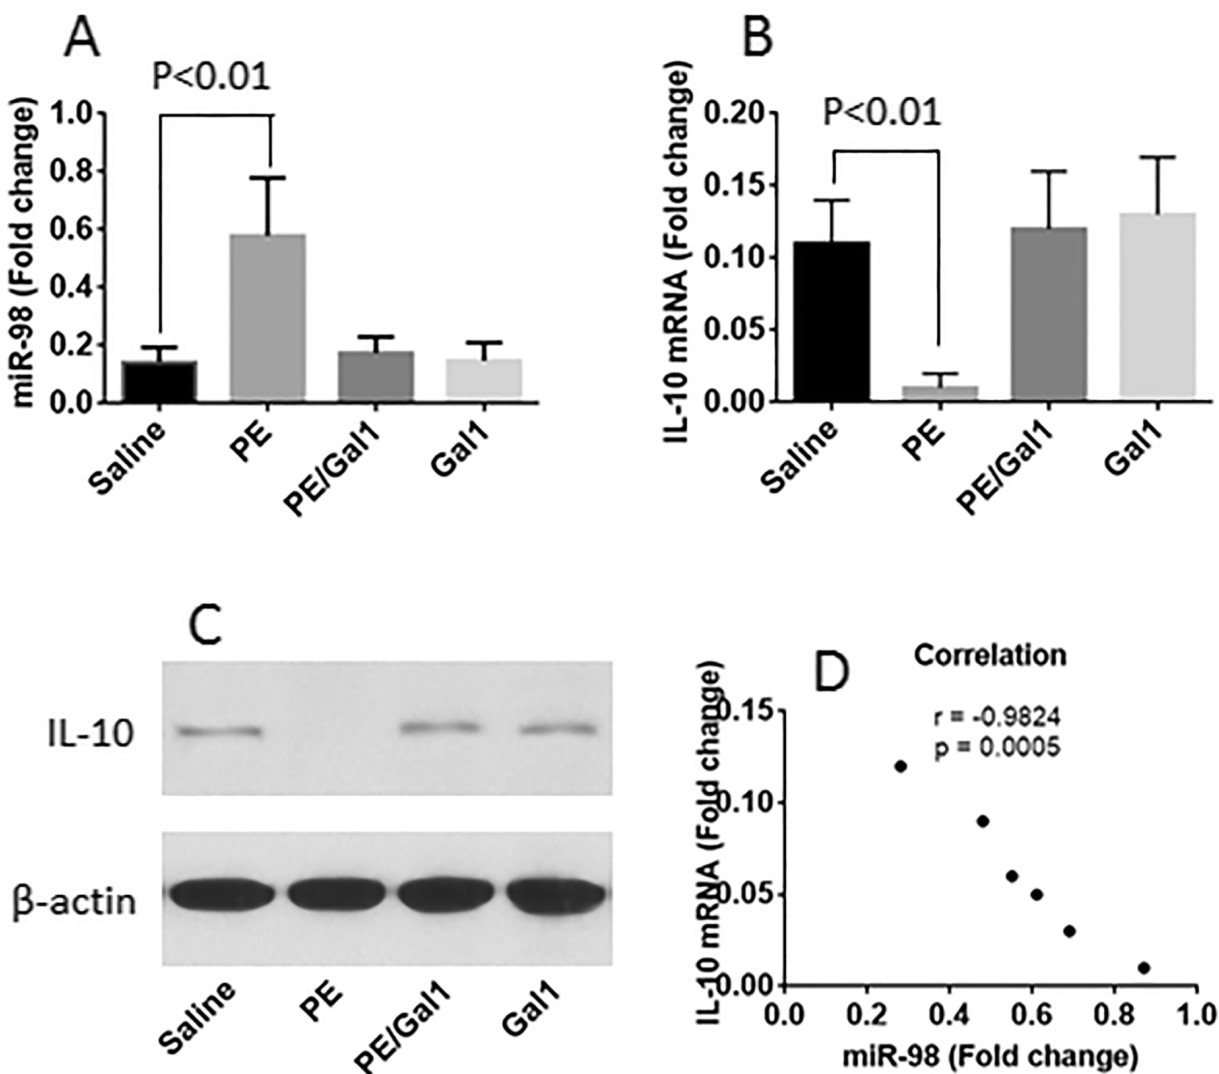 A
P<0.01
miR-98 (Fold change)
1.0
0.8
0.6
0.4
0.2
0.0
Saline
PE
PE/Gal1
Gal1
B
P<0.01
IL-10 mRNA (Fold change)
0.20
0.15
0.10
0.05
0.00
Saline
PE
PE/Gal1
Gal1
C
IL-10
β-actin
Saline
PE
PE/Gal1
Gal1
D
Correlation
r = -0.9824
p = 0.0005
IL-10 mRNA (Fold change)
0.15
0.10
0.05
0.00
0.0 0.2 0.4 0.6 0.8 1.0
miR-98 (Fold change)